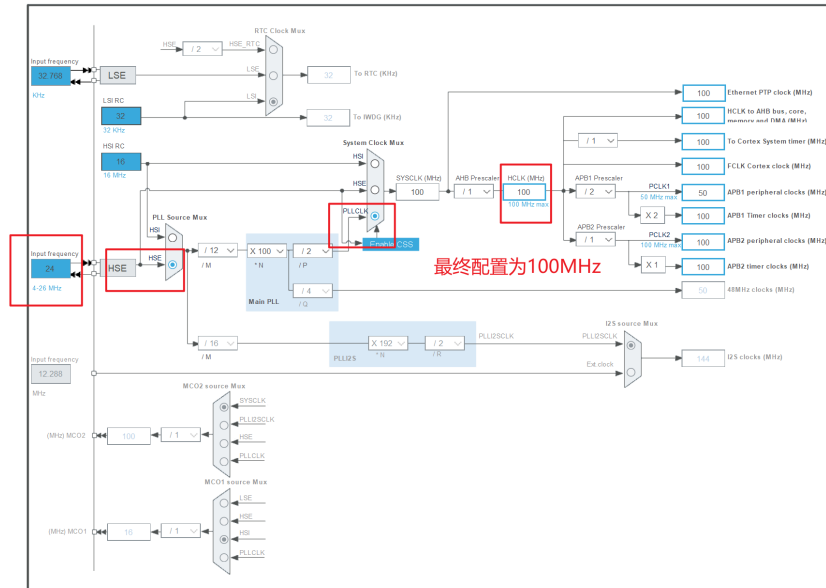 RTC Clock Mux
HSE
/ 2
HSE_RTC
Input frequency
32.768
KHz
LSE
LSE
32
To RTC (KHz)
LSI RC
32
32 KHz
LSI
32
To IWDG (KHz)
HSI RC
16
16 MHz
System Clock Mux
HSI
HSE
PLLCLK
Enable CSS
SYSCLK (MHz)
100
AHB Prescaler
/ 1
HCLK (MHz)
100
100 MHz max
100
Ethernet PTP clock (MHz)
100
HCLK to AHB bus, core,
memory and DMA (MHz)
/ 1
100
To Cortex System timer (MHz)
100
FCLK Cortex clock (MHz)
APB1 Prescaler
/ 2
PCLK1
50 MHz max
50
APB1 peripheral clocks (MHz)
X 2
100
APB1 Timer clocks (MHz)
APB2 Prescaler
/ 1
PCLK2
100 MHz max
100
APB2 peripheral clocks (MHz)
X 1
100
APB2 timer clocks (MHz)
PLL Source Mux
HSI
HSE
Input frequency
24
4-26 MHz
HSE
/ 12
/ M
X 100
* N
/ 2
/ P
Main PLL
/ 4
/ Q
最终配置为100MHz
50
48MHz clocks (MHz)
/ 16
/ M
X 192
* N
/ 2
/ R
PLLI2S
PLLI2SCLK
I2S source Mux
PLLI2SCLK
Ext.clock
144
I2S clocks (MHz)
Input frequency
12.288
MHz
MCO2 source Mux
SYSCLK
PLLI2SCLK
HSE
PLLCLK
(MHz) MCO2
100
/ 1
MCO1 source Mux
LSE
HSE
HSI
PLLCLK
(MHz) MCO1
16
/ 1